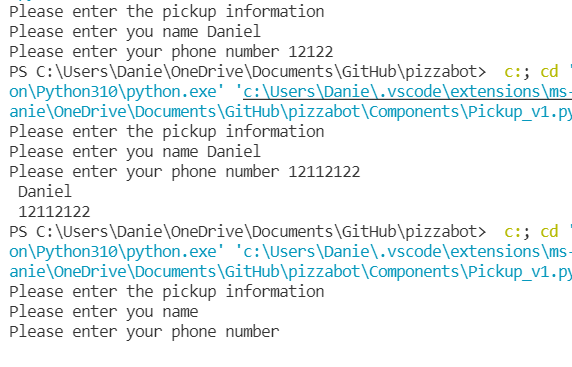 Please enter the pickup information
Please enter you name Daniel
Please enter your phone number 12122
PS C:\Users\Danie\OneDrive\Documents\GitHub\pizzabot>  c:; cd '
on\Python310\python.exe' 'c:\Users\Danie\.vscode\extensions\ms-
anie\OneDrive\Documents\GitHub\pizzabot\Components\Pickup_v1.py
Please enter the pickup information
Please enter you name Daniel
Please enter your phone number 12112122
Daniel
12112122
PS C:\Users\Danie\OneDrive\Documents\GitHub\pizzabot>  c:; cd '
on\Python310\python.exe' 'c:\Users\Danie\.vscode\extensions\ms-
anie\OneDrive\Documents\GitHub\pizzabot\Components\Pickup_v1.py
Please enter the pickup information
Please enter you name
Please enter your phone number